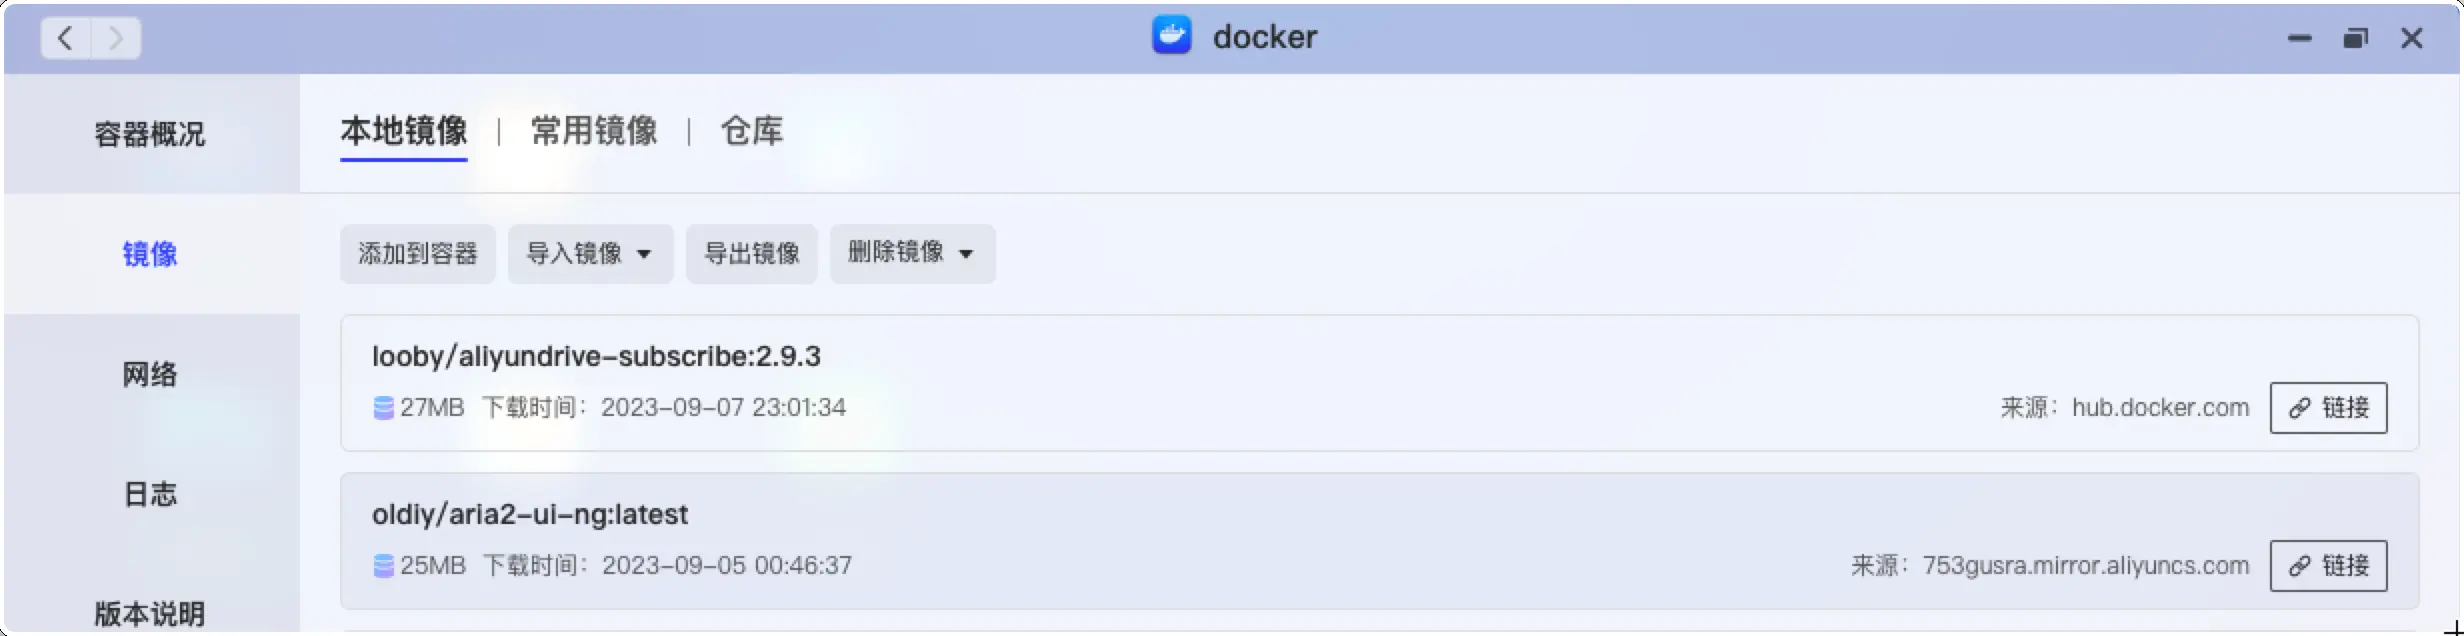 docker
容器概况
本地镜像 | 常用镜像 | 仓库
镜像
添加到容器 导入镜像 导出镜像 删除镜像
looby/aliyundrive-subscribe:2.9.3
27MB 下载时间：2023-09-07 23:01:34 来源：hub.docker.com 链接
网络
日志
oldiy/aria2-ui-ng:latest
25MB 下载时间：2023-09-05 00:46:37 来源：753gusra.mirror.aliyuncs.com 链接
版本说明